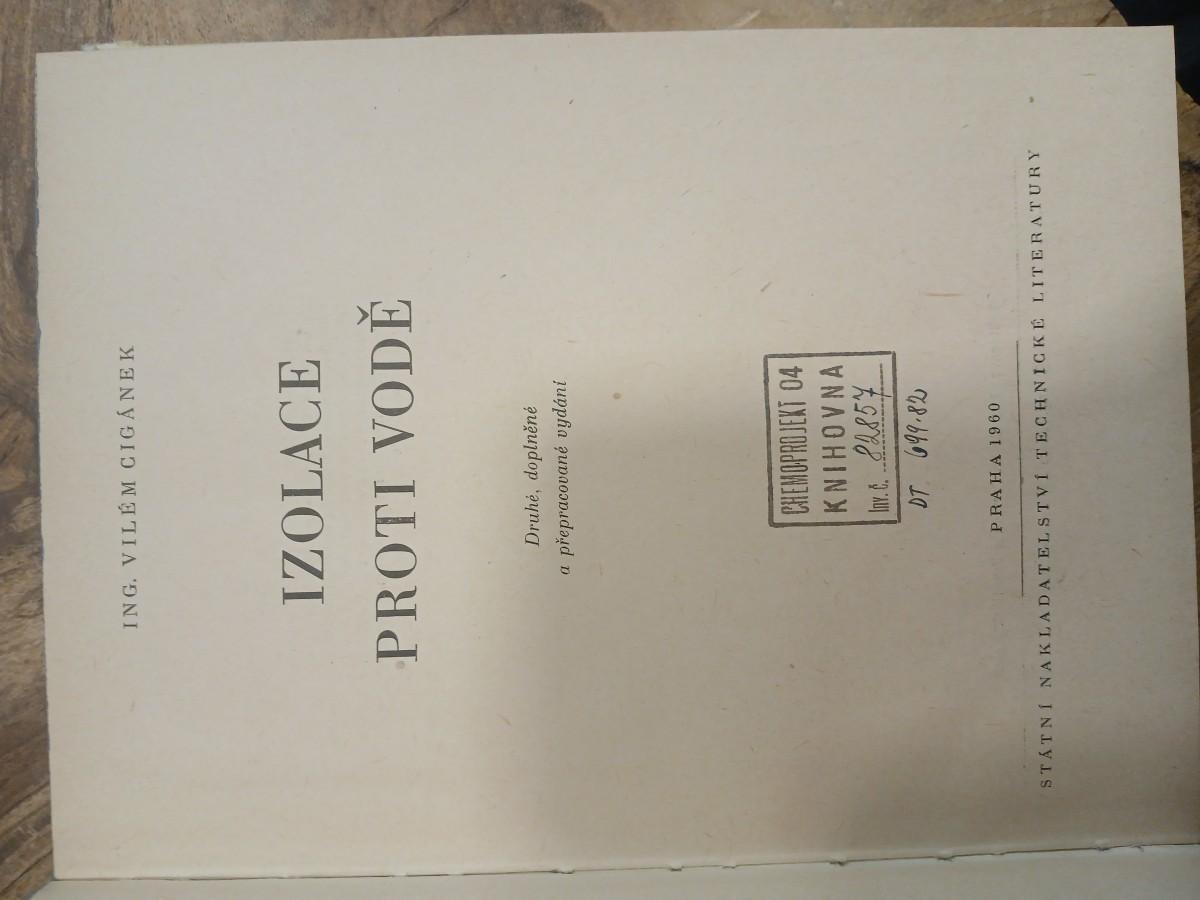 ING. VILÉM CIGÁNEK
IZOLACE
PROTI VODĚ
Druhé, doplněné
a přepracované vydání
CHEMOPROJEKT 04
KNIHOVNA
Inv. č. 82857
DT 699.82
PRAHA 1960
STÁTNÍ NAKLADATELSTVÍ TECHNICKÉ LITERATURY